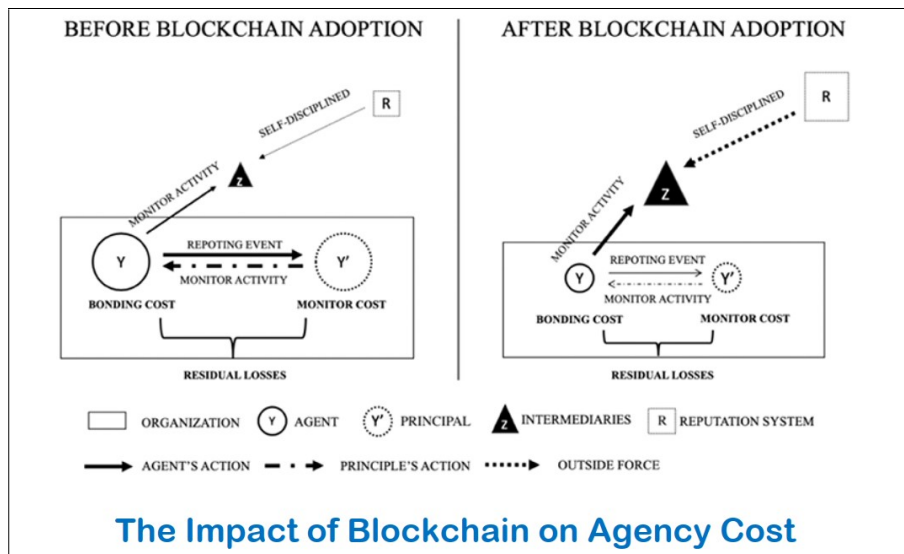 BEFORE BLOCKCHAIN ADOPTION
SELF-DISCIPLINED
R
MONITOR ACTIVITY
Z
Y
REPOTING EVENT
MONITOR ACTIVITY
Y'
BONDING COST
MONITOR COST
RESIDUAL LOSSES
AFTER BLOCKCHAIN ADOPTION
SELF-DISCIPLINED
R
MONITOR ACTIVITY
Z
Y
REPOTING EVENT
MONITOR ACTIVITY
Y'
BONDING COST
MONITOR COST
RESIDUAL LOSSES
ORGANIZATION
Y AGENT
Y' PRINCIPAL
Z INTERMEDIARIES
R REPUTATION SYSTEM
AGENT'S ACTION
PRINCIPLE'S ACTION
OUTSIDE FORCE
The Impact of Blockchain on Agency Cost